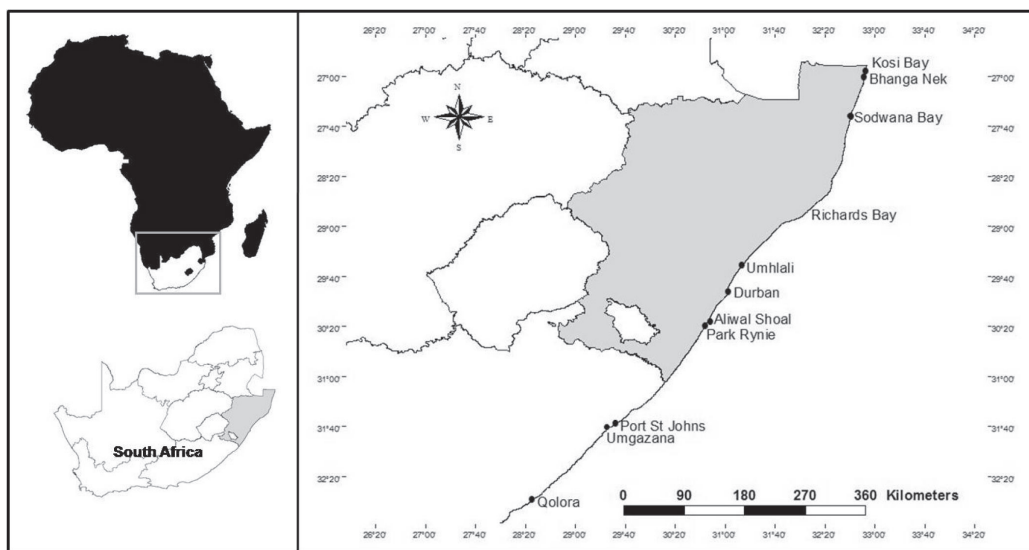 South Africa
26°20 27°00 27°40 28°20 29°00 29°40 30°20 31°00 31°40 32°20 33°00 33°40
27°00 27°00
27°40 27°40
28°20 28°20
29°00 29°00
29°40 29°40
30°20 30°20
31°00 31°00
31°40 31°40
32°20 32°20
N
W E
S
Kosi Bay
Bhanga Nek
Sodwana Bay
Richards Bay
Umhlali
Durban
Aliwal Shoal
Park Rynie
Port St Johns
Umgazana
Qolora
0 90 180 270 360 Kilometers
26°20 27°00 27°40 28°20 29°00 29°40 30°20 31°00 31°40 32°20 33°00 33°40